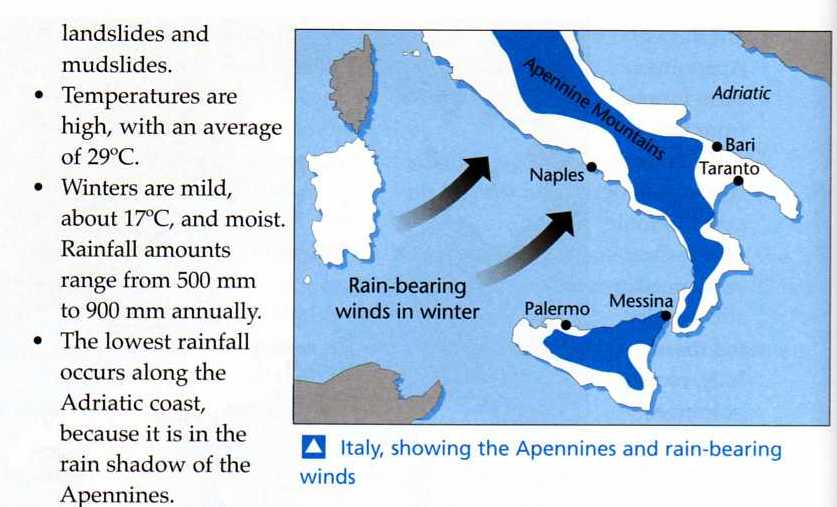 landslides and
mudslides.
• Temperatures are
high, with an average
of 29ºC.
• Winters are mild,
about 17ºC, and moist.
Rainfall amounts
range from 500 mm
to 900 mm annually.
• The lowest rainfall
occurs along the
Adriatic coast,
because it is in the
rain shadow of the
Apennines.
Apennine Mountains
Adriatic
Bari
Taranto
Naples
Rain-bearing
winds in winter
Palermo
Messina
Italy, showing the Apennines and rain-bearing
winds